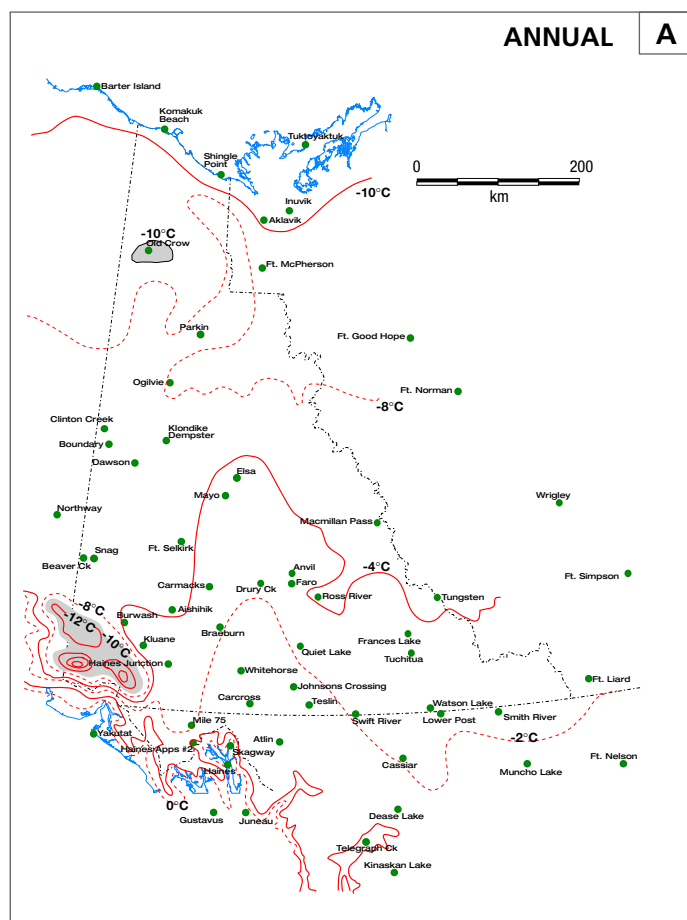 ANNUAL
A
Barter Island
Komakuk
Beach
Tuktoyaktuk
Shingle
Point
0
200
km
-10°C
Inuvik
Aklavik
-10°C
Old Crow
Ft. McPherson
Parkin
Ft. Good Hope
Ogilvie
Ft. Norman
-8°C
Clinton Creek
Klondike
Dempster
Boundary
Dawson
Elsa
Mayo
Wrigley
Northway
Macmillan Pass
Ft. Selkirk
Snag
Beaver Ck
Anvil
-4°C
Ft. Simpson
Carmacks
Drury Ck
Faro
Ross River
Tungsten
-8°C
-12°C
Aishihik
Burwash
-10°C
Braeburn
Frances Lake
Kluane
Quiet Lake
Tuchitua
Haines Junction
Whitehorse
Ft. Liard
Johnsons Crossing
Carcross
Teslin
Watson Lake
Swift River
Lower Post
Smith River
Mile 75
Yakutat
Atlin
-2°C
Haines Apps #2
Skagway
Cassiar
Muncho Lake
Ft. Nelson
Haines
0°C
Gustavus
Juneau
Dease Lake
Telegraph Ck
Kinaskan Lake